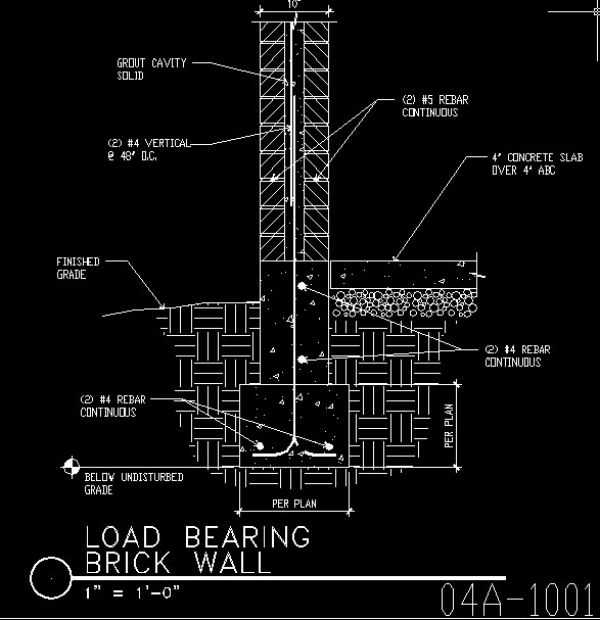 10"
GROUT CAVITY
SOLID
(2) #5 REBAR
CONTINUOUS
(2) #4 VERTICAL
@ 48" O.C.
4" CONCRETE SLAB
OVER 4" ABC
FINISHED
GRADE
(2) #4 REBAR
CONTINUOUS
(2) #4 REBAR
CONTINUOUS
PER PLAN
BELOW UNDISTURBED
GRADE
PER PLAN
LOAD BEARING
BRICK WALL
1" = 1'-0"
04A-1001